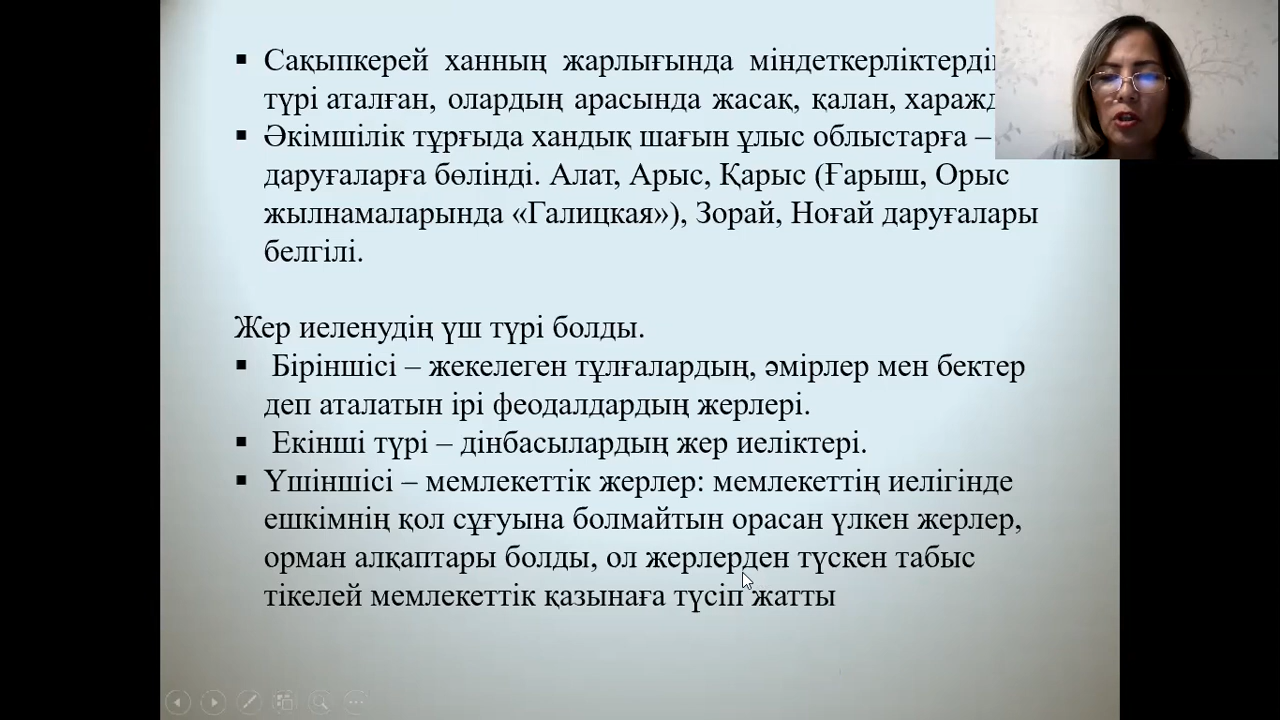 Сақыпкерей ханның жарлығында
түрі аталған, олардың арасында жасақ, қалан,
Әкімшілік тұрғыда хандық шағын ұлыс облыстарға –
даруғаларға бөлінді. Алат, Арыс, Қарыс (Ғарыш, Орыс
жылнамаларында «Галицкая»), Зорай, Ноғай даруғалары
белгілі.
Жер иеленудің үш түрі болды.
Біріншісі – жекелеген тұлғалардың, әмірлер мен бектер
деп аталатын ірі феодалдардың жерлері.
Екінші түрі – дінбасылардың жер иеліктері.
Үшіншісі – мемлекеттік жерлер: мемлекеттің иелігінде
ешкімнің қол сұғуына болмайтын орасан үлкен жерлер,
орман алқаптары болды, ол жерлерден түскен табыс
тікелей мемлекеттік қазынаға түсіп жатты